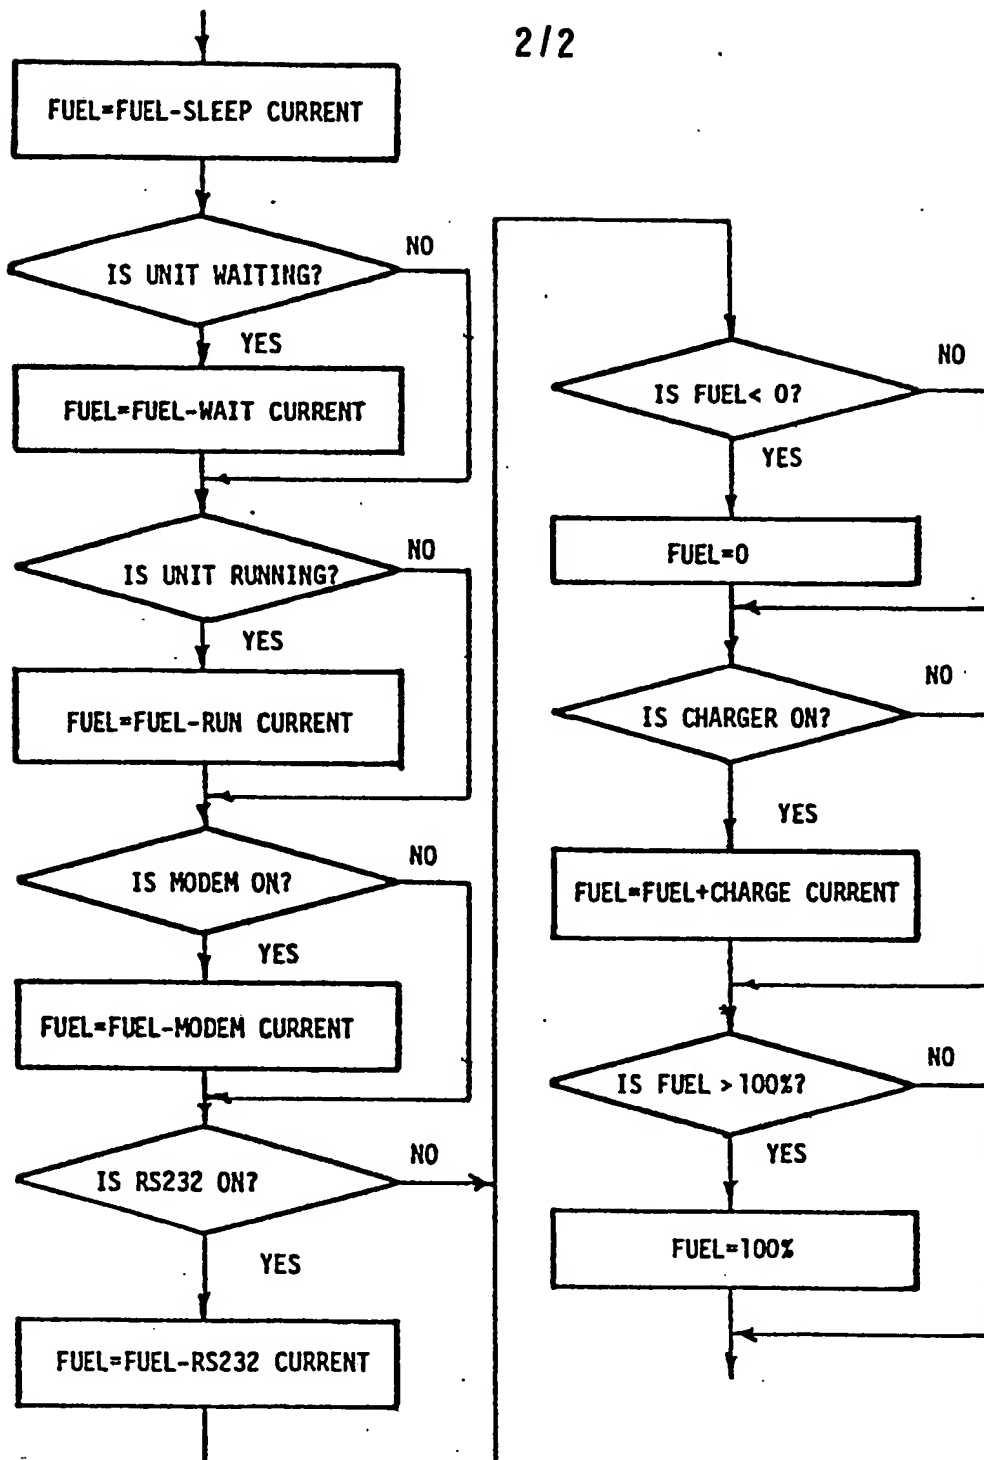 2/2
FUEL=FUEL-SLEEP CURRENT
IS UNIT WAITING?
NO
YES
FUEL=FUEL-WAIT CURRENT
IS UNIT RUNNING?
NO
YES
FUEL=FUEL-RUN CURRENT
IS MODEM ON?
NO
YES
FUEL=FUEL-MODEM CURRENT
IS RS232 ON?
NO
YES
FUEL=FUEL-RS232 CURRENT
IS FUEL< 0?
NO
YES
FUEL=0
IS CHARGER ON?
NO
YES
FUEL=FUEL+CHARGE CURRENT
IS FUEL >100%?
NO
YES
FUEL=100%